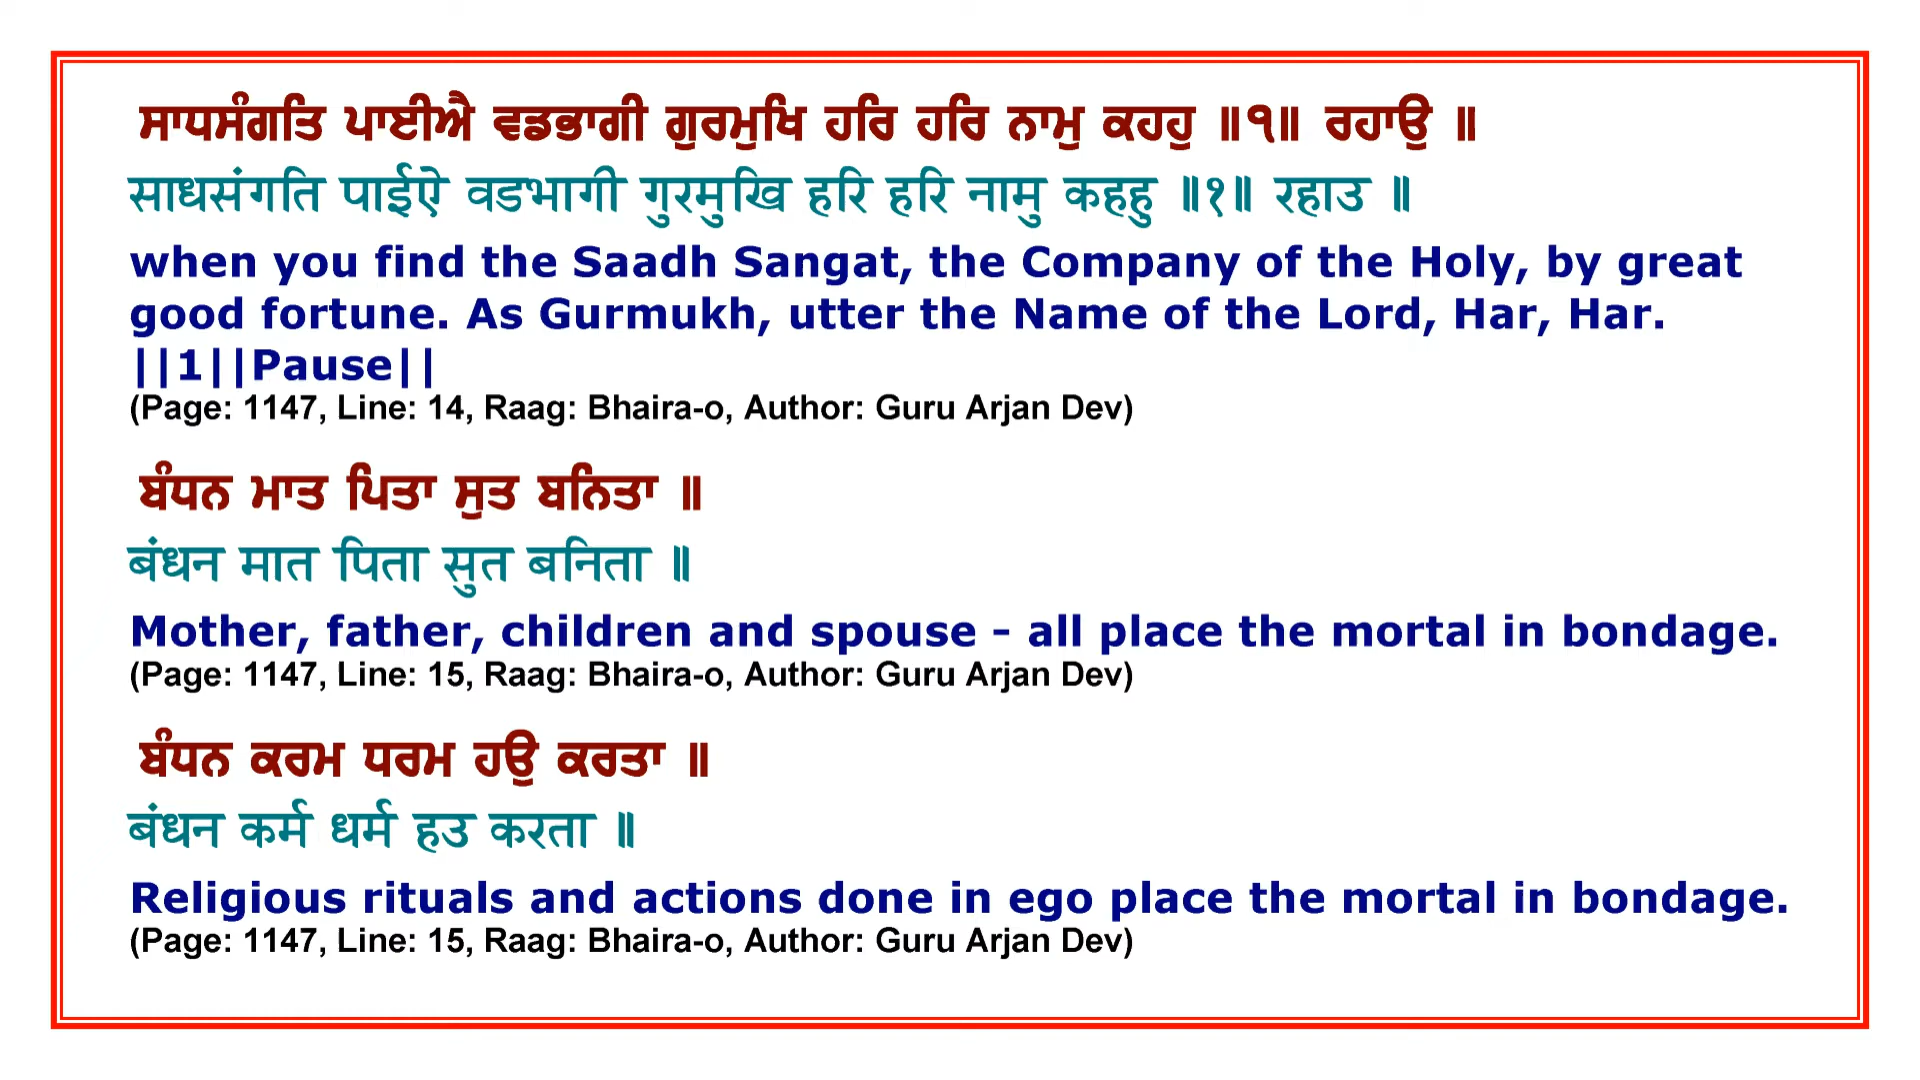 ਸਾਧਸੰਗਤਿ ਪਾਈਐ ਵਡਭਾਗੀ ਗੁਰਮੁਖਿ ਹਰਿ ਹਰਿ ਨਾਮੁ ਕਹਹੁ ॥੧॥ ਰਹਾਉ ॥
साधसंगति पाईऐ वडभागी गुरमुखि हरि हरि नामु कहहु ॥१॥ रहाउ ॥
when you find the Saadh Sangat, the Company of the Holy, by great
good fortune. As Gurmukh, utter the Name of the Lord, Har, Har.
||1||Pause||
(Page: 1147, Line: 14, Raag: Bhaira-o, Author: Guru Arjan Dev)
ਬੰਧਨ ਮਾਤ ਪਿਤਾ ਸੁਤ ਬਨਿਤਾ ॥
बंधन मात पिता सुत बनिता ॥
Mother, father, children and spouse - all place the mortal in bondage.
(Page: 1147, Line: 15, Raag: Bhaira-o, Author: Guru Arjan Dev)
ਬੰਧਨ ਕਰਮ ਧਰਮ ਹਉ ਕਰਤਾ ॥
बंधन कर्म धर्म हउ करता ॥
Religious rituals and actions done in ego place the mortal in bondage.
(Page: 1147, Line: 15, Raag: Bhaira-o, Author: Guru Arjan Dev)